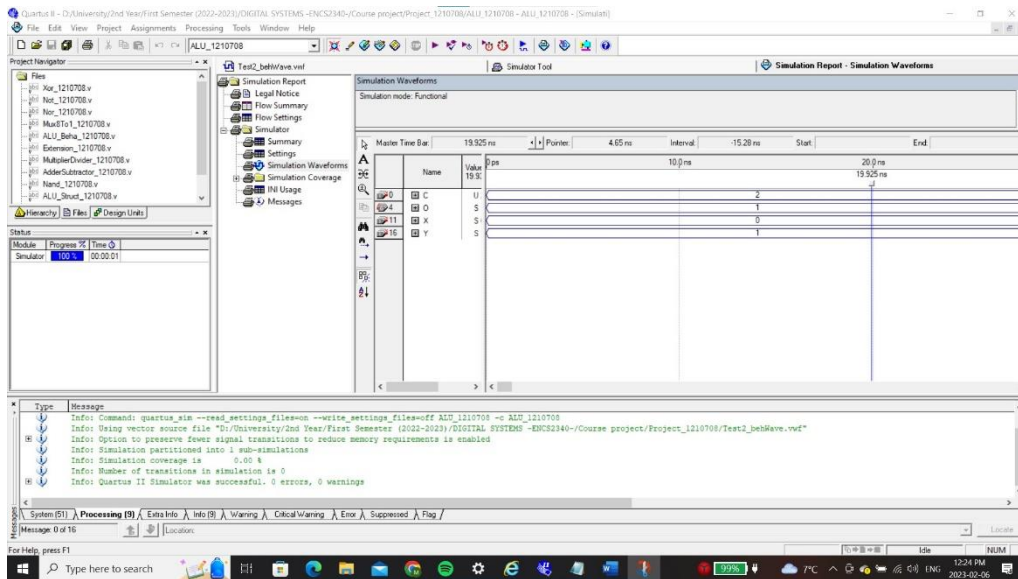 Quartus II - D:/University/2nd Year/First Semester (2022-2023)/DIGITAL SYSTEMS -ENCS2340-/Course project/Project_1210708/ALU_1210708 - ALU_1210708 - [Simulati]
File Edit View Project Assignments Processing Tools Window Help
ALU_1210708
Project Navigator
Files
Xor_1210708.v
Not_1210708.v
Nor_1210708.v
Mux8To1_1210708.v
ALU_Beha_1210708.v
Extension_1210708.v
MultiplierDivider_1210708.v
AdderSubtractor_1210708.v
Nand_1210708.v
ALU_Struct_1210708.v
Hierarchy Files Design Units
Status
Module Progress % Time
Simulator 100 % 00:00:01
Test2_behWave.vwf
Simulator Tool
Simulation Report - Simulation Waveforms
Simulation Report
Legal Notice
Flow Summary
Flow Settings
Simulator
Summary
Settings
Simulation Waveforms
Simulation Coverage
INI Usage
Messages
Simulation Waveforms
Simulation mode: Functional
Master Time Bar: 19.925 ns Pointer: 4.65 ns Interval: -15.28 ns Start: End:
Name Value 19.9 0 ps 10.0 ns 20.0 ns
19.925 ns
0 C U 2
4 O S 1
11 X S 0
16 Y S 1
Type Message
Info: Command: quartus_sim --read_settings_files=on --write_settings_files=off ALU_1210708 -c ALU_1210708
Info: Using vector source file "D:/University/2nd Year/First Semester (2022-2023)/DIGITAL SYSTEMS -ENCS2340-/Course project/Project_1210708/Test2_behWave.vwf"
Info: Option to preserve fewer signal transitions to reduce memory requirements is enabled
Info: Simulation partitioned into 1 sub-simulations
Info: Simulation coverage is 0.00 %
Info: Number of transitions in simulation is 0
Info: Quartus II Simulator was successful. 0 errors, 0 warnings
System (51) Processing (9) Extra Info Info (9) Warning Critical Warning Error Suppressed Flag
Messages
Message: 0 of 16 Location: Locate
For Help, press F1 Idle NUM
Type here to search 99% 7°C ENG 12:24 PM
2023-02-06